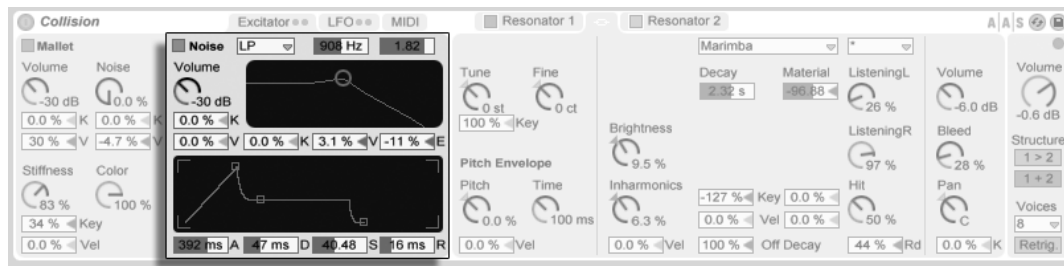 Collision Excitator LFO MIDI Resonator 1 Resonator 2 A A S
Mallet Noise LP 908 Hz 1.82 Marimba *
Volume Noise Volume Tune Fine Decay Material ListeningL Volume Volume
-30 dB 0.0 % -30 dB 0 st 0 ct 2.32 s -96.88 26 % -6.0 dB -0.6 dB
0.0 % K 0.0 % K 0.0 % K 100 % Key Brightness ListeningR Bleed Structure
30 % V -4.7 % V 0.0 % V 0.0 % K 3.1 % V -11 % E 9.5 % 97 % 28 % 1 > 2
Stiffness Color Pitch Envelope 1 + 2
83 % 100 % Pitch Time Inharmonics -127 % Key 0.0 % Hit Pan Voices
34 % Key 0.0 % 100 ms 6.3 % 0.0 % Vel 0.0 % 50 % C 8
0.0 % Vel 392 ms A 47 ms D 40.48 S 16 ms R 0.0 % Vel 0.0 % Vel 100 % Off Decay 44 % Rd 0.0 % K Retrig.